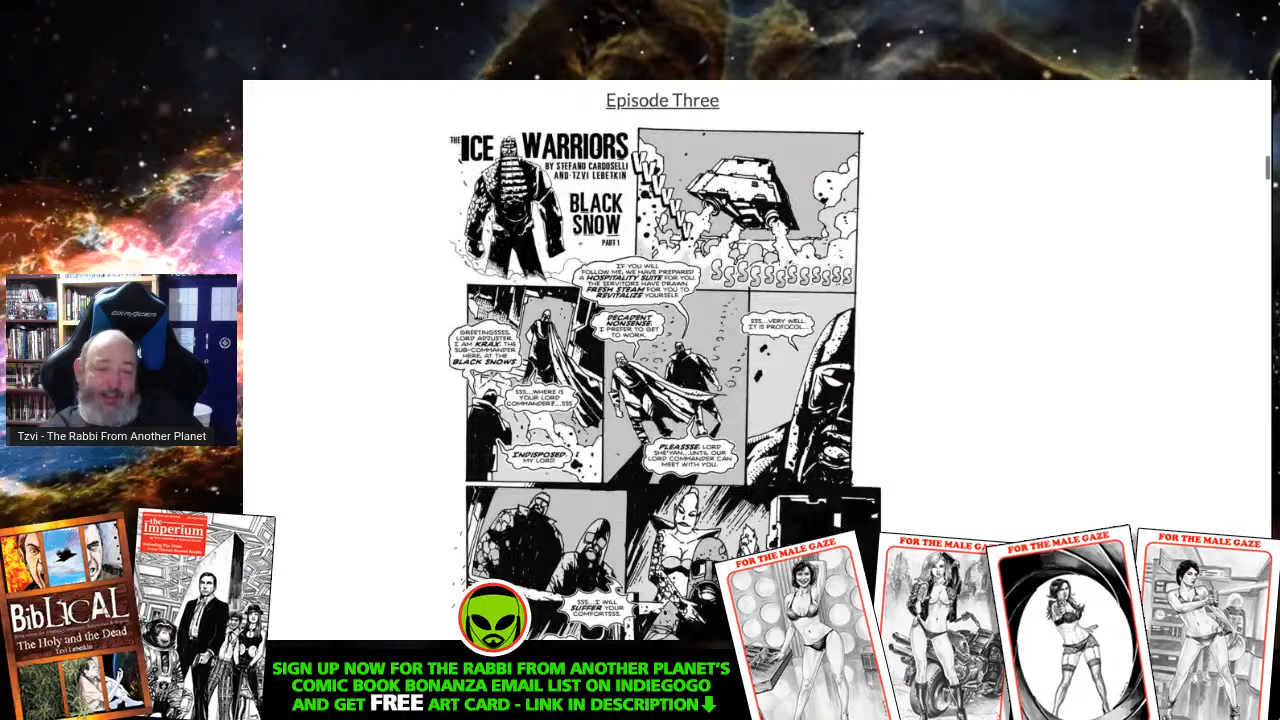 Episode Three
THE ICE WARRIORS
BY STEFANO CARDOSELLI
AND TZVI LEBETKIN
BLACK
SNOW
PART 1
VVVVVVV
SSSSSSSSSSS
IF YOU WILL
FOLLOW ME, WE HAVE PREPARED
A HOSPITALITY SUITE FOR YOU.
THE SERVITORS HAVE DRAWN
FRESH STEAM FOR YOU TO
REVITALIZE YOURSELF.
GREETINGSSSS,
LORD ADJUSTER.
I AM KRAX, THE
SUB-COMMANDER
HERE, AT THE
BLACK SNOWS.
SSS...WHERE IS
YOUR LORD
COMMANDER?...SSS
INDISPOSED,
MY LORD.
DECADENT
NONSENSE.
I PREFER TO GET
TO WORK.
PLEASSSE, LORD
SHE'YAN...UNTIL OUR
LORD COMMANDER CAN
MEET WITH YOU.
SSS...VERY WELL.
IT IS PROTOCOL...
SSS...I WILL
SUFFER YOUR
COMFORTSSS.
DXRACER
Tzvi - The Rabbi From Another Planet
BIBLICAL
The Holy and the Dead
Tzvi Lebetkin
the
Imperium
FOR THE MALE GAZE
FOR THE MALE GA
FOR THE MALE GAZE
FOR THE MALE GAZE
SIGN UP NOW FOR THE RABBI FROM ANOTHER PLANET'S
COMIC BOOK BONANZA EMAIL LIST ON INDIEGOGO
AND GET FREE ART CARD - LINK IN DESCRIPTION